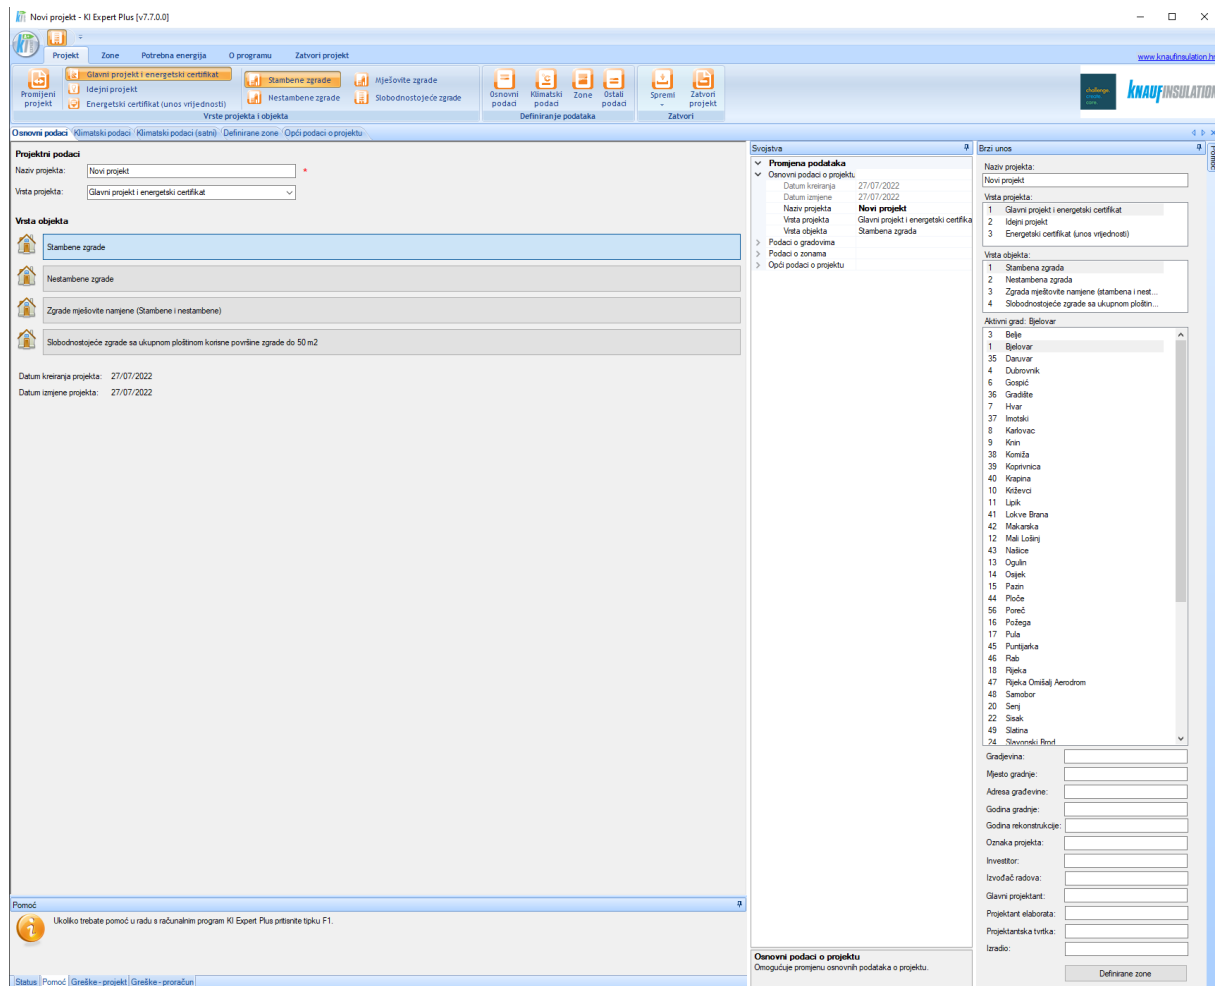 Novi projekt - KI Expert Plus [v7.7.0.0]
Projekt Zone Potrebna energija O programu Zatvori projekt
www.knaufinsulation.hr
Promijeni projekt
Glavni projekt i energetski certifikat
Idejni projekt
Energetski certifikat (unos vrijednosti)
Stambene zgrade
Nestambene zgrade
Mješovite zgrade
Slobodnostojeće zgrade
Vrste projekta i objekta
Osnovni podaci
Klimatski podaci
Zone
Ostali podaci
Definiranje podataka
Spremi
Zatvori projekt
Zatvori
challenge.
create.
care.
KNAUFINSULATION
Osnovni podaci Klimatski podaci Klimatski podaci (satni) Definirane zone Opći podaci o projektu
Projektni podaci
Naziv projekta: Novi projekt *
Vrsta projekta: Glavni projekt i energetski certifikat
Vrsta objekta
Stambene zgrade
Nestambene zgrade
Zgrade mješovite namjene (Stambene i nestambene)
Slobodnostojeće zgrade sa ukupnom ploštinom korisne površine zgrade do 50 m2
Datum kreiranja projekta: 27/07/2022
Datum izmjene projekta: 27/07/2022
Pomoć
Ukoliko trebate pomoć u radu s računalnim program KI Expert Plus pritisnite tipku F1.
Status Pomoć Greške - projekt Greške - proračun
Svojstva
Promjena podataka
Osnovni podaci o projektu
Datum kreiranja 27/07/2022
Datum izmjene 27/07/2022
Naziv projekta Novi projekt
Vrsta projekta Glavni projekt i energetski certifika
Vrsta objekta Stambena zgrada
Podaci o gradovima
Podaci o zonama
Opći podaci o projektu
Osnovni podaci o projektu
Omogućuje promjenu osnovnih podataka o projektu.
Brzi unos
Pomoć
Naziv projekta:
Novi projekt
Vrsta projekta:
1 Glavni projekt i energetski certifikat
2 Idejni projekt
3 Energetski certifikat (unos vrijednosti)
Vrsta objekta:
1 Stambena zgrada
2 Nestambena zgrada
3 Zgrada mještovite namjene (stambena i nest...
4 Slobodnostojeće zgrade sa ukupnom ploštin...
Aktivni grad: Bjelovar
3 Belje
1 Bjelovar
35 Daruvar
4 Dubrovnik
6 Gospić
36 Gradište
7 Hvar
37 Imotski
8 Karlovac
9 Knin
38 Komiža
39 Koprivnica
40 Krapina
10 Križevci
11 Lipik
41 Lokve Brana
42 Makarska
12 Mali Lošinj
43 Našice
13 Ogulin
14 Osijek
15 Pazin
44 Ploče
56 Poreč
16 Požega
17 Pula
45 Puntijarka
46 Rab
18 Rijeka
47 Rijeka Omišalj Aerodrom
48 Samobor
20 Senj
22 Sisak
49 Slatina
24 Slavonski Brod
Gradjevina:
Mjesto gradnje:
Adresa građevine:
Godina gradnje:
Godina rekonstrukcije:
Oznaka projekta:
Investitor:
Izvođač radova:
Glavni projektant:
Projektant elaborata:
Projektantska tvrtka:
Izradio:
Definirane zone